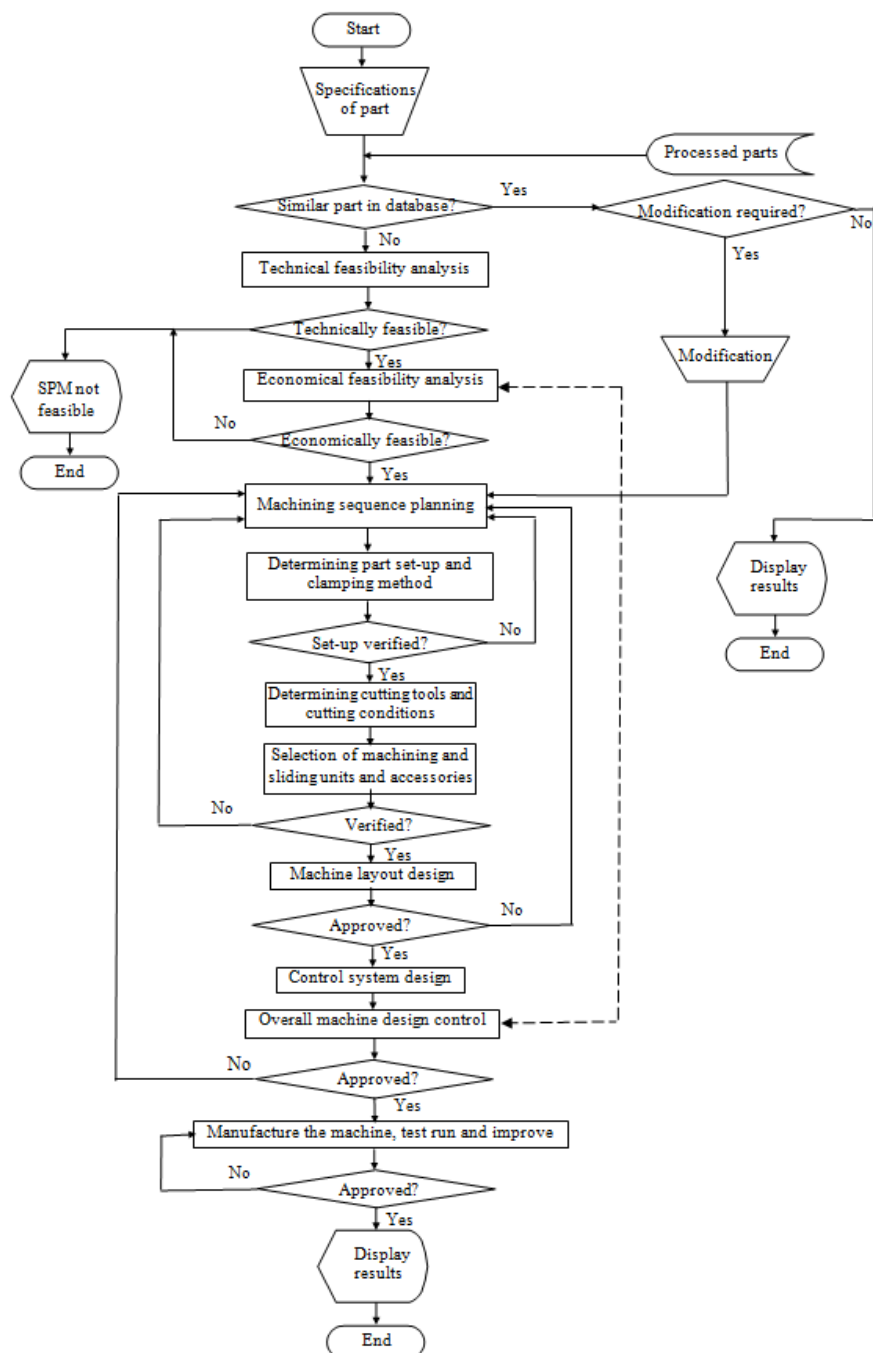 Start
Specifications
of part
Processed parts
Similar part in database?
Yes
Modification required?
No
No
Yes
Technical feasibility analysis
Technically feasible?
Modification
Yes
SPM not
feasible
Economical feasibility analysis
No
Economically feasible?
End
Yes
Machining sequence planning
Determining part set-up and
clamping method
Display
results
No
Set-up verified?
End
Yes
Determining cutting tools and
cutting conditions
Selection of machining and
sliding units and accessories
No
Verified?
Yes
Machine layout design
No
Approved?
Yes
Control system design
Overall machine design control
No
Approved?
Yes
Manufacture the machine, test run and improve
No
Approved?
Yes
Display
results
End